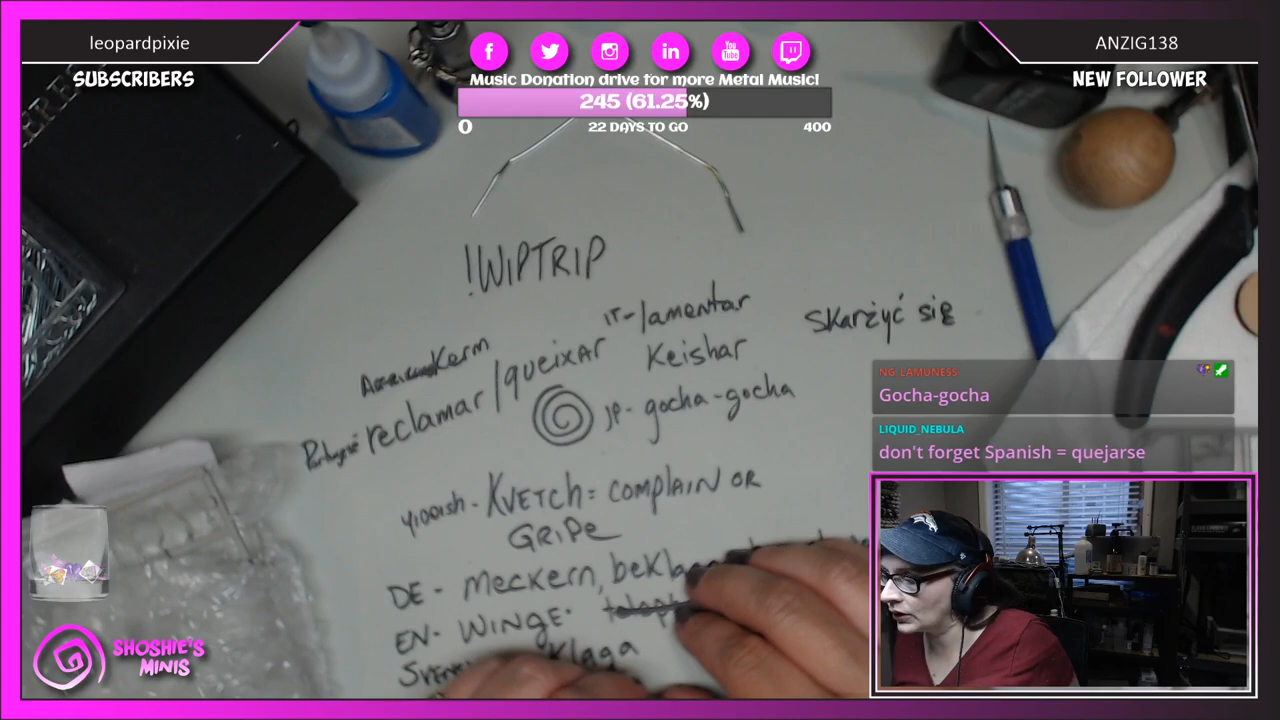 leopardpixie
SUBSCRIBERS
ANZIG138
NEW FOLLOWER
Music Donation drive for more Metal Music!
245 (61.25%)
0
22 DAYS TO GO
400
!WIPTRIP
IT-lamentar
Skarżyć się
Kerm
reclamar/queixar
Keishar
JP- gocha-gocha
YIDDISH- KVETCH = COMPLAIN OR
GRIPE
DE- meckern,
EN- WINGE-
Klaga
NG_LAMUNESS
Gocha-gocha
LIQUID_NEBULA
don't forget Spanish = quejarse
SHOSHIE'S
MINIS